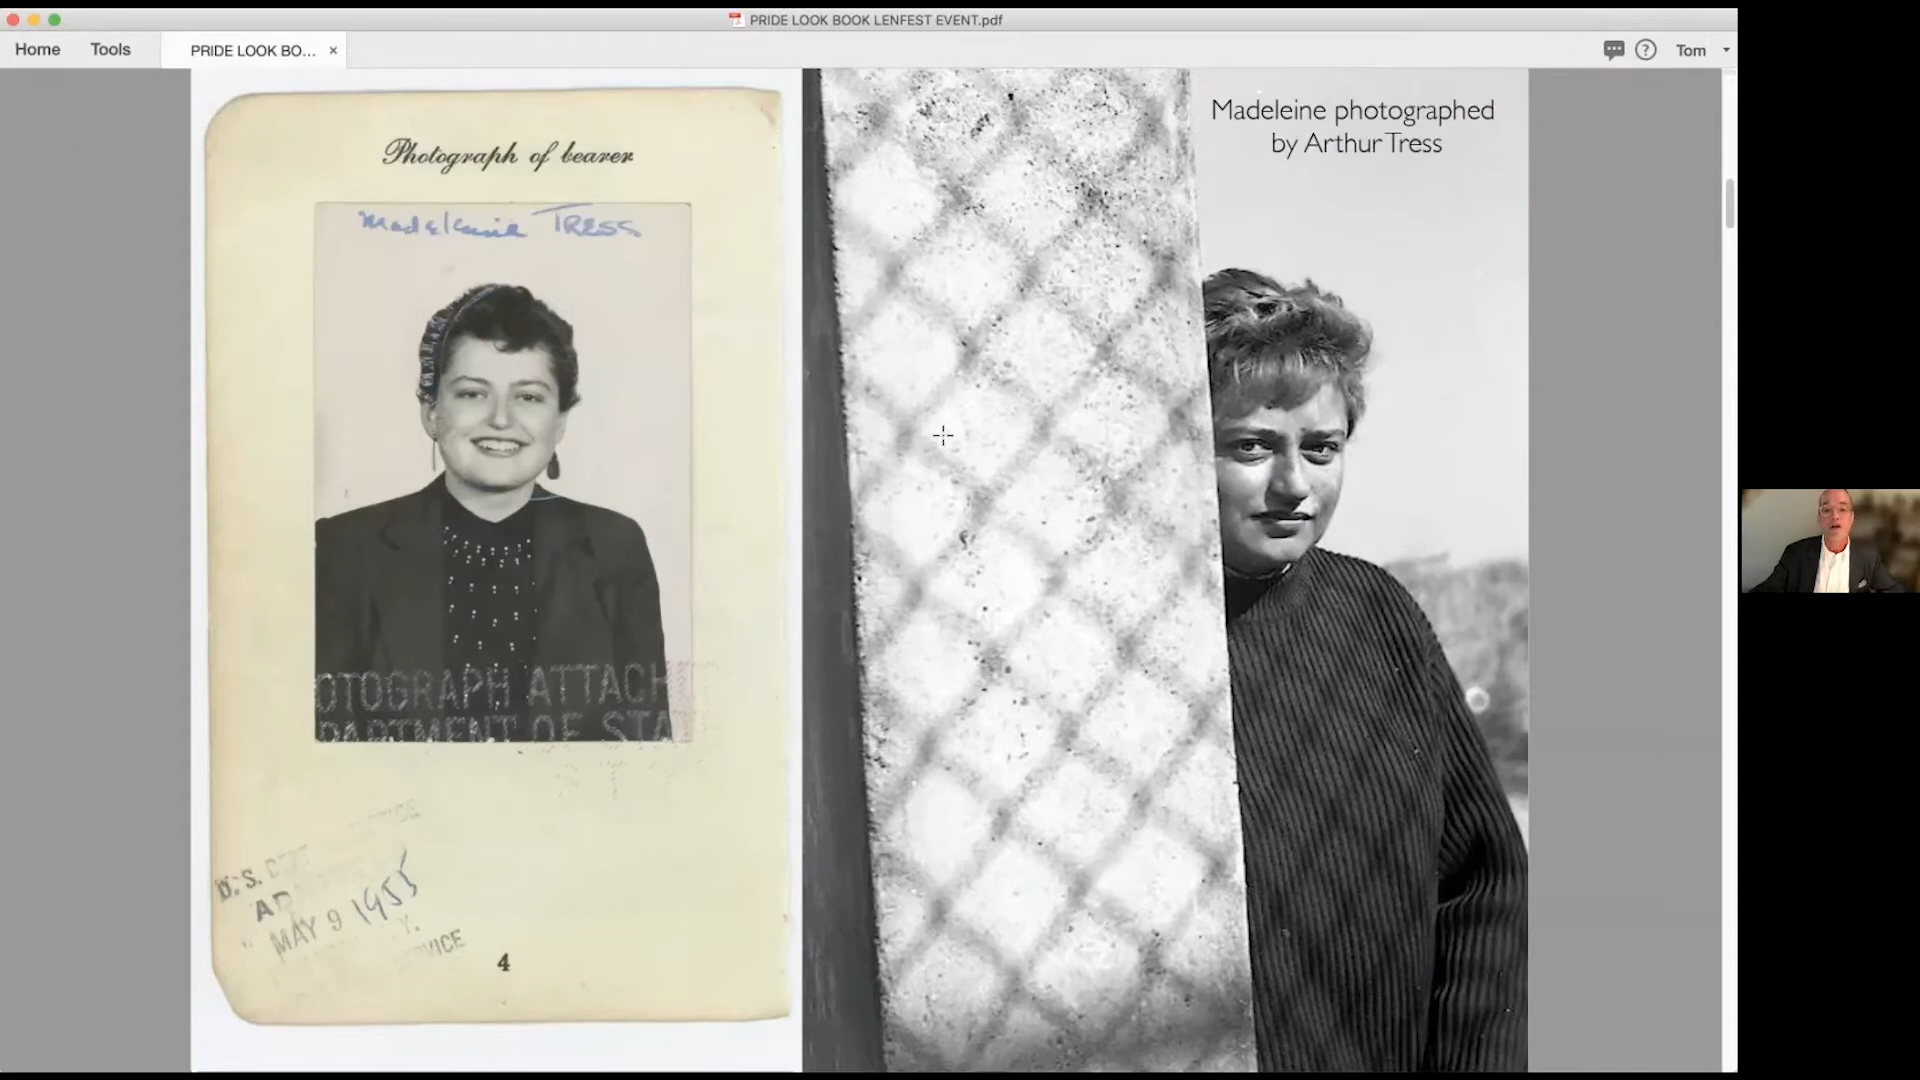 PRIDE LOOK BOOK LENFEST EVENT.pdf
Home
Tools
PRIDE LOOK BO... ×
?
Tom
Photograph of bearer
Madeleine TRESS
OTOGRAPH ATTACH
PARTMENT OF STA
U. S. 
MAY 9 1955
4
Madeleine photographed
by Arthur Tress